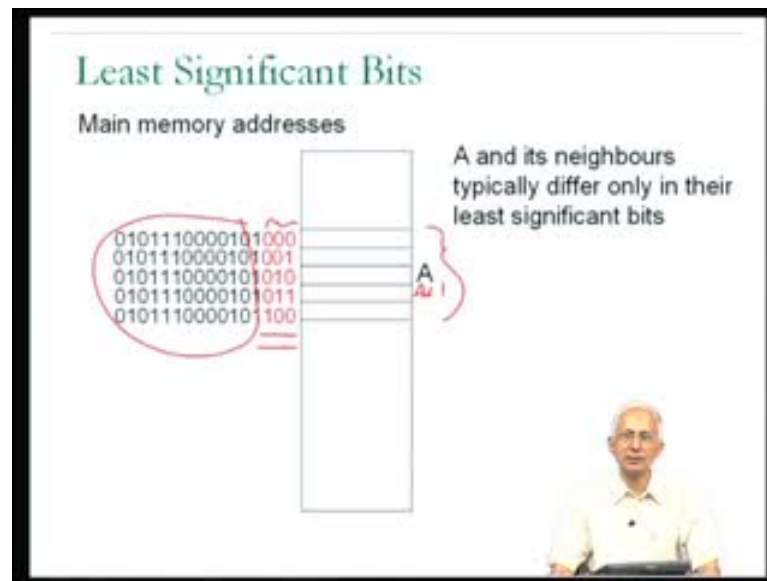 Least Significant Bits
Main memory addresses
A and its neighbours
typically differ only in their
least significant bits
0101110000101000
0101110000101001
0101110000101010
A
0101110000101011
0101110000101100